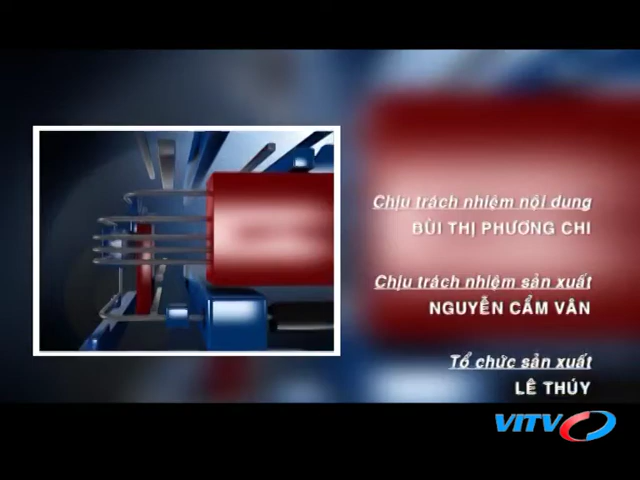 Chịu trách nhiệm nội dung
BÙI THỊ PHƯƠNG CHI
Chịu trách nhiệm sản xuất
NGUYỄN CẨM VÂN
Tổ chức sản xuất
LÊ THÚY
VITV